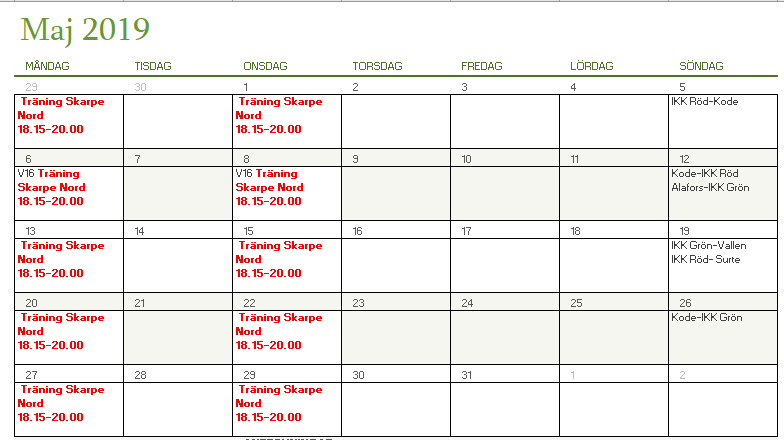 Maj 2019
MÅNDAG TISDAG ONSDAG TORSDAG FREDAG LÖRDAG SÖNDAG
29 30 1 2 3 4 5
Träning Skarpe Träning Skarpe IKK Röd-Kode
Nord Nord
18.15-20.00 18.15-20.00
6 7 8 9 10 11 12
V16 Träning V16 Träning Kode-IKK Röd
Skarpe Nord Skarpe Nord Alafors-IKK Grön
18.15-20.00 18.15-20.00
13 14 15 16 17 18 19
Träning Skarpe Träning Skarpe IKK Grön-Vallen
Nord Nord IKK Röd- Surte
18.15-20.00 18.15-20.00
20 21 22 23 24 25 26
Träning Skarpe Träning Skarpe Kode-IKK Grön
Nord Nord
18.15-20.00 18.15-20.00
27 28 29 30 31 1 2
Träning Skarpe Träning Skarpe
Nord Nord
18.15-20.00 18.15-20.00